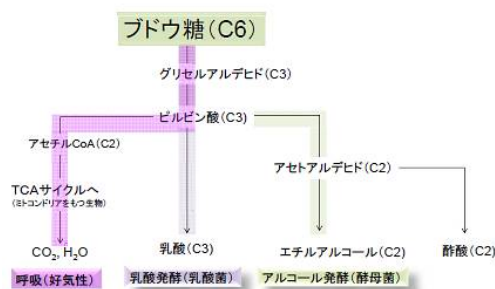 ブドウ糖(C6)
グリセルアルデヒド(C3)
ピルビン酸(C3)
アセチルCoA(C2)
アセトアルデヒド(C2)
TCAサイクルへ
(ミトコンドリアをもつ生物)
CO₂, H₂O
乳酸(C3)
エチルアルコール(C2)
酢酸(C2)
呼吸(好気性)
乳酸発酵(乳酸菌)
アルコール発酵(酵母菌)